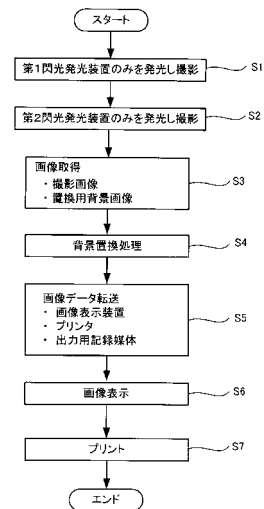 スタート
第1閃光発光装置のみを発光し撮影
S1
第2閃光発光装置のみを発光し撮影
S2
画像取得
・撮影画像
・置換用背景画像
S3
背景置換処理
S4
画像データ転送
・画像表示装置
・プリンタ
・出力用記録媒体
S5
画像表示
S6
プリント
S7
エンド